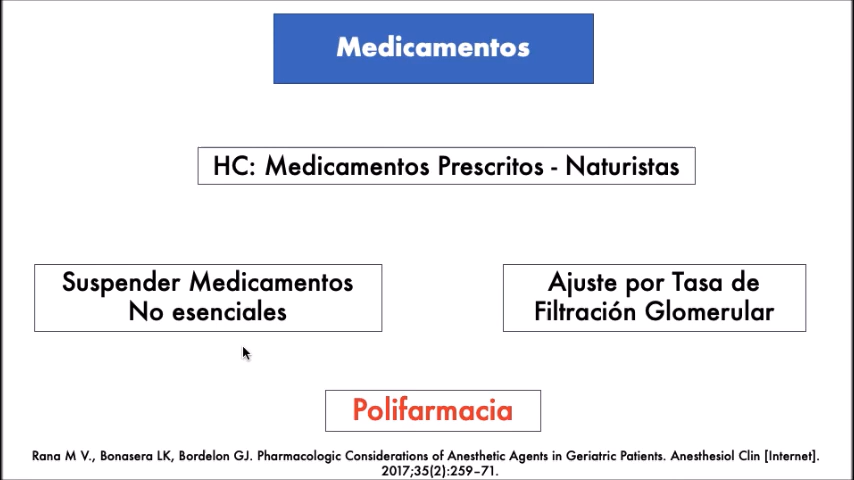 Medicamentos
HC: Medicamentos Prescritos - Naturistas
Suspender Medicamentos
No esenciales
Ajuste por Tasa de
Filtración Glomerular
Polifarmacia
Rana M V., Bonasera LK, Bordelon GJ. Pharmacologic Considerations of Anesthetic Agents in Geriatric Patients. Anesthesiol Clin [Internet].
2017;35(2):259–71.